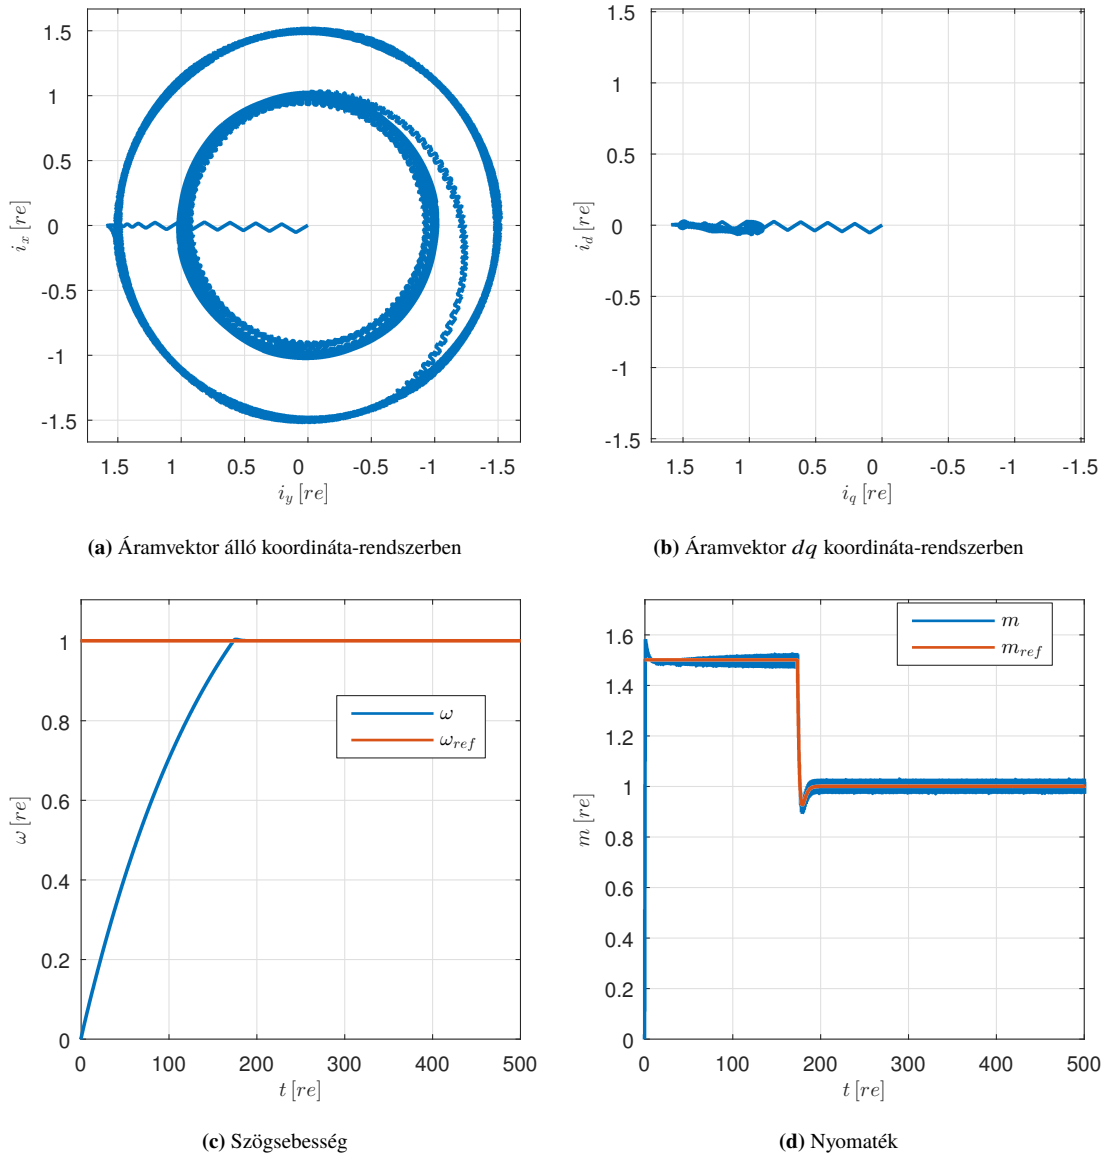 1.5
1
0.5
0
-0.5
-1
-1.5
i_x [re]
1.5 1 0.5 0 -0.5 -1 -1.5
i_y [re]
(a) Áramvektor álló koordináta-rendszerben
1.5
1
0.5
0
-0.5
-1
-1.5
i_d [re]
1.5 1 0.5 0 -0.5 -1 -1.5
i_q [re]
(b) Áramvektor dq koordináta-rendszerben
1
0.8
0.6
0.4
0.2
0
ω [re]
ω
ω_ref
0 100 200 300 400 500
t [re]
(c) Szögsebesség
1.6
1.4
1.2
1
0.8
0.6
0.4
0.2
0
m [re]
m
m_ref
0 100 200 300 400 500
t [re]
(d) Nyomaték